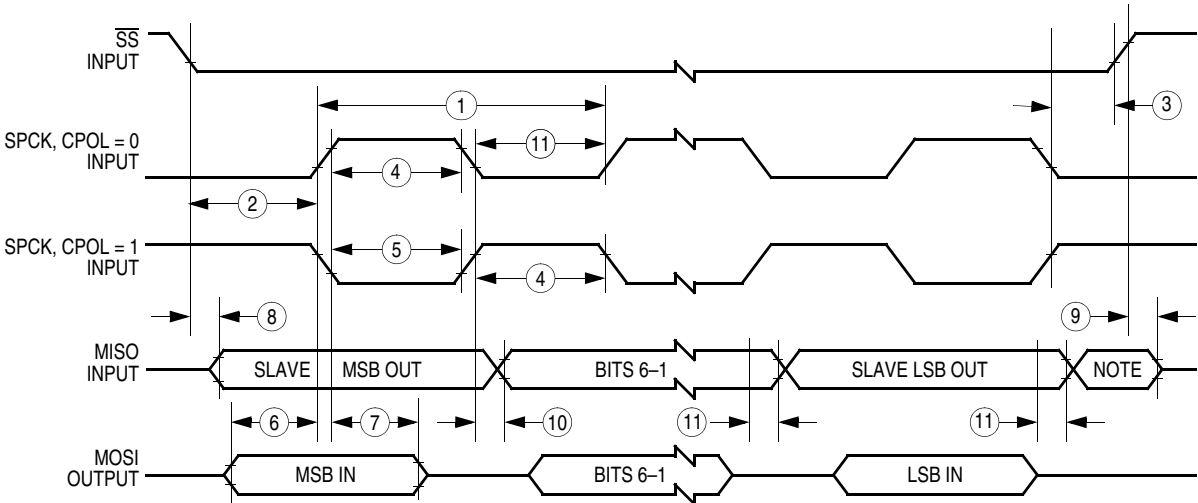 SS
INPUT
1
3
SPCK, CPOL = 0
INPUT
11
4
2
SPCK, CPOL = 1
INPUT
5
4
8
9
MISO
INPUT
SLAVE MSB OUT
BITS 6–1
SLAVE LSB OUT
NOTE
6
7
10
11
11
MOSI
OUTPUT
MSB IN
BITS 6–1
LSB IN